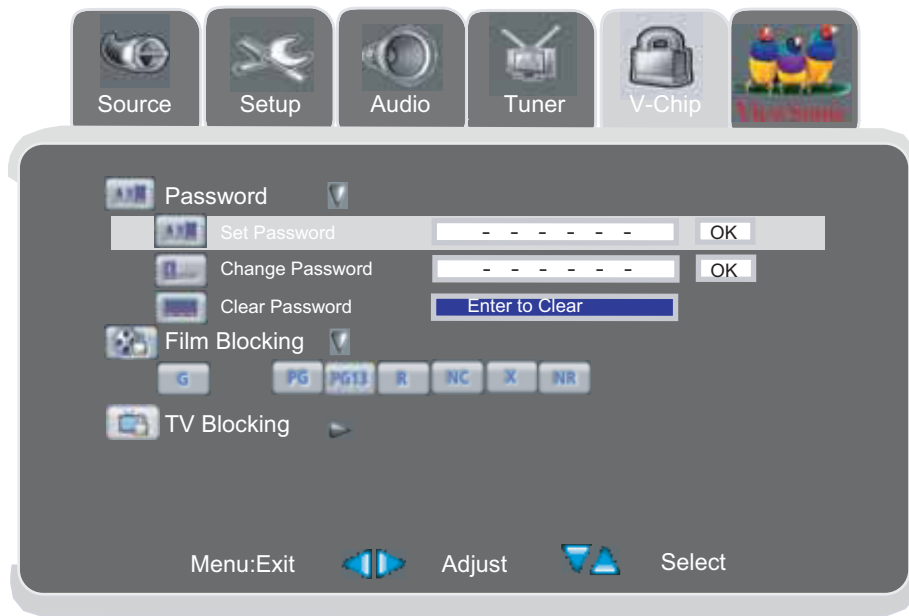 Source Setup Audio Tuner V-Chip ViewSonic
Password
Set Password - - - - - - OK
Change Password - - - - - - OK
Clear Password Enter to Clear
Film Blocking
G PG PG13 R NC X NR
TV Blocking
Menu:Exit Adjust Select